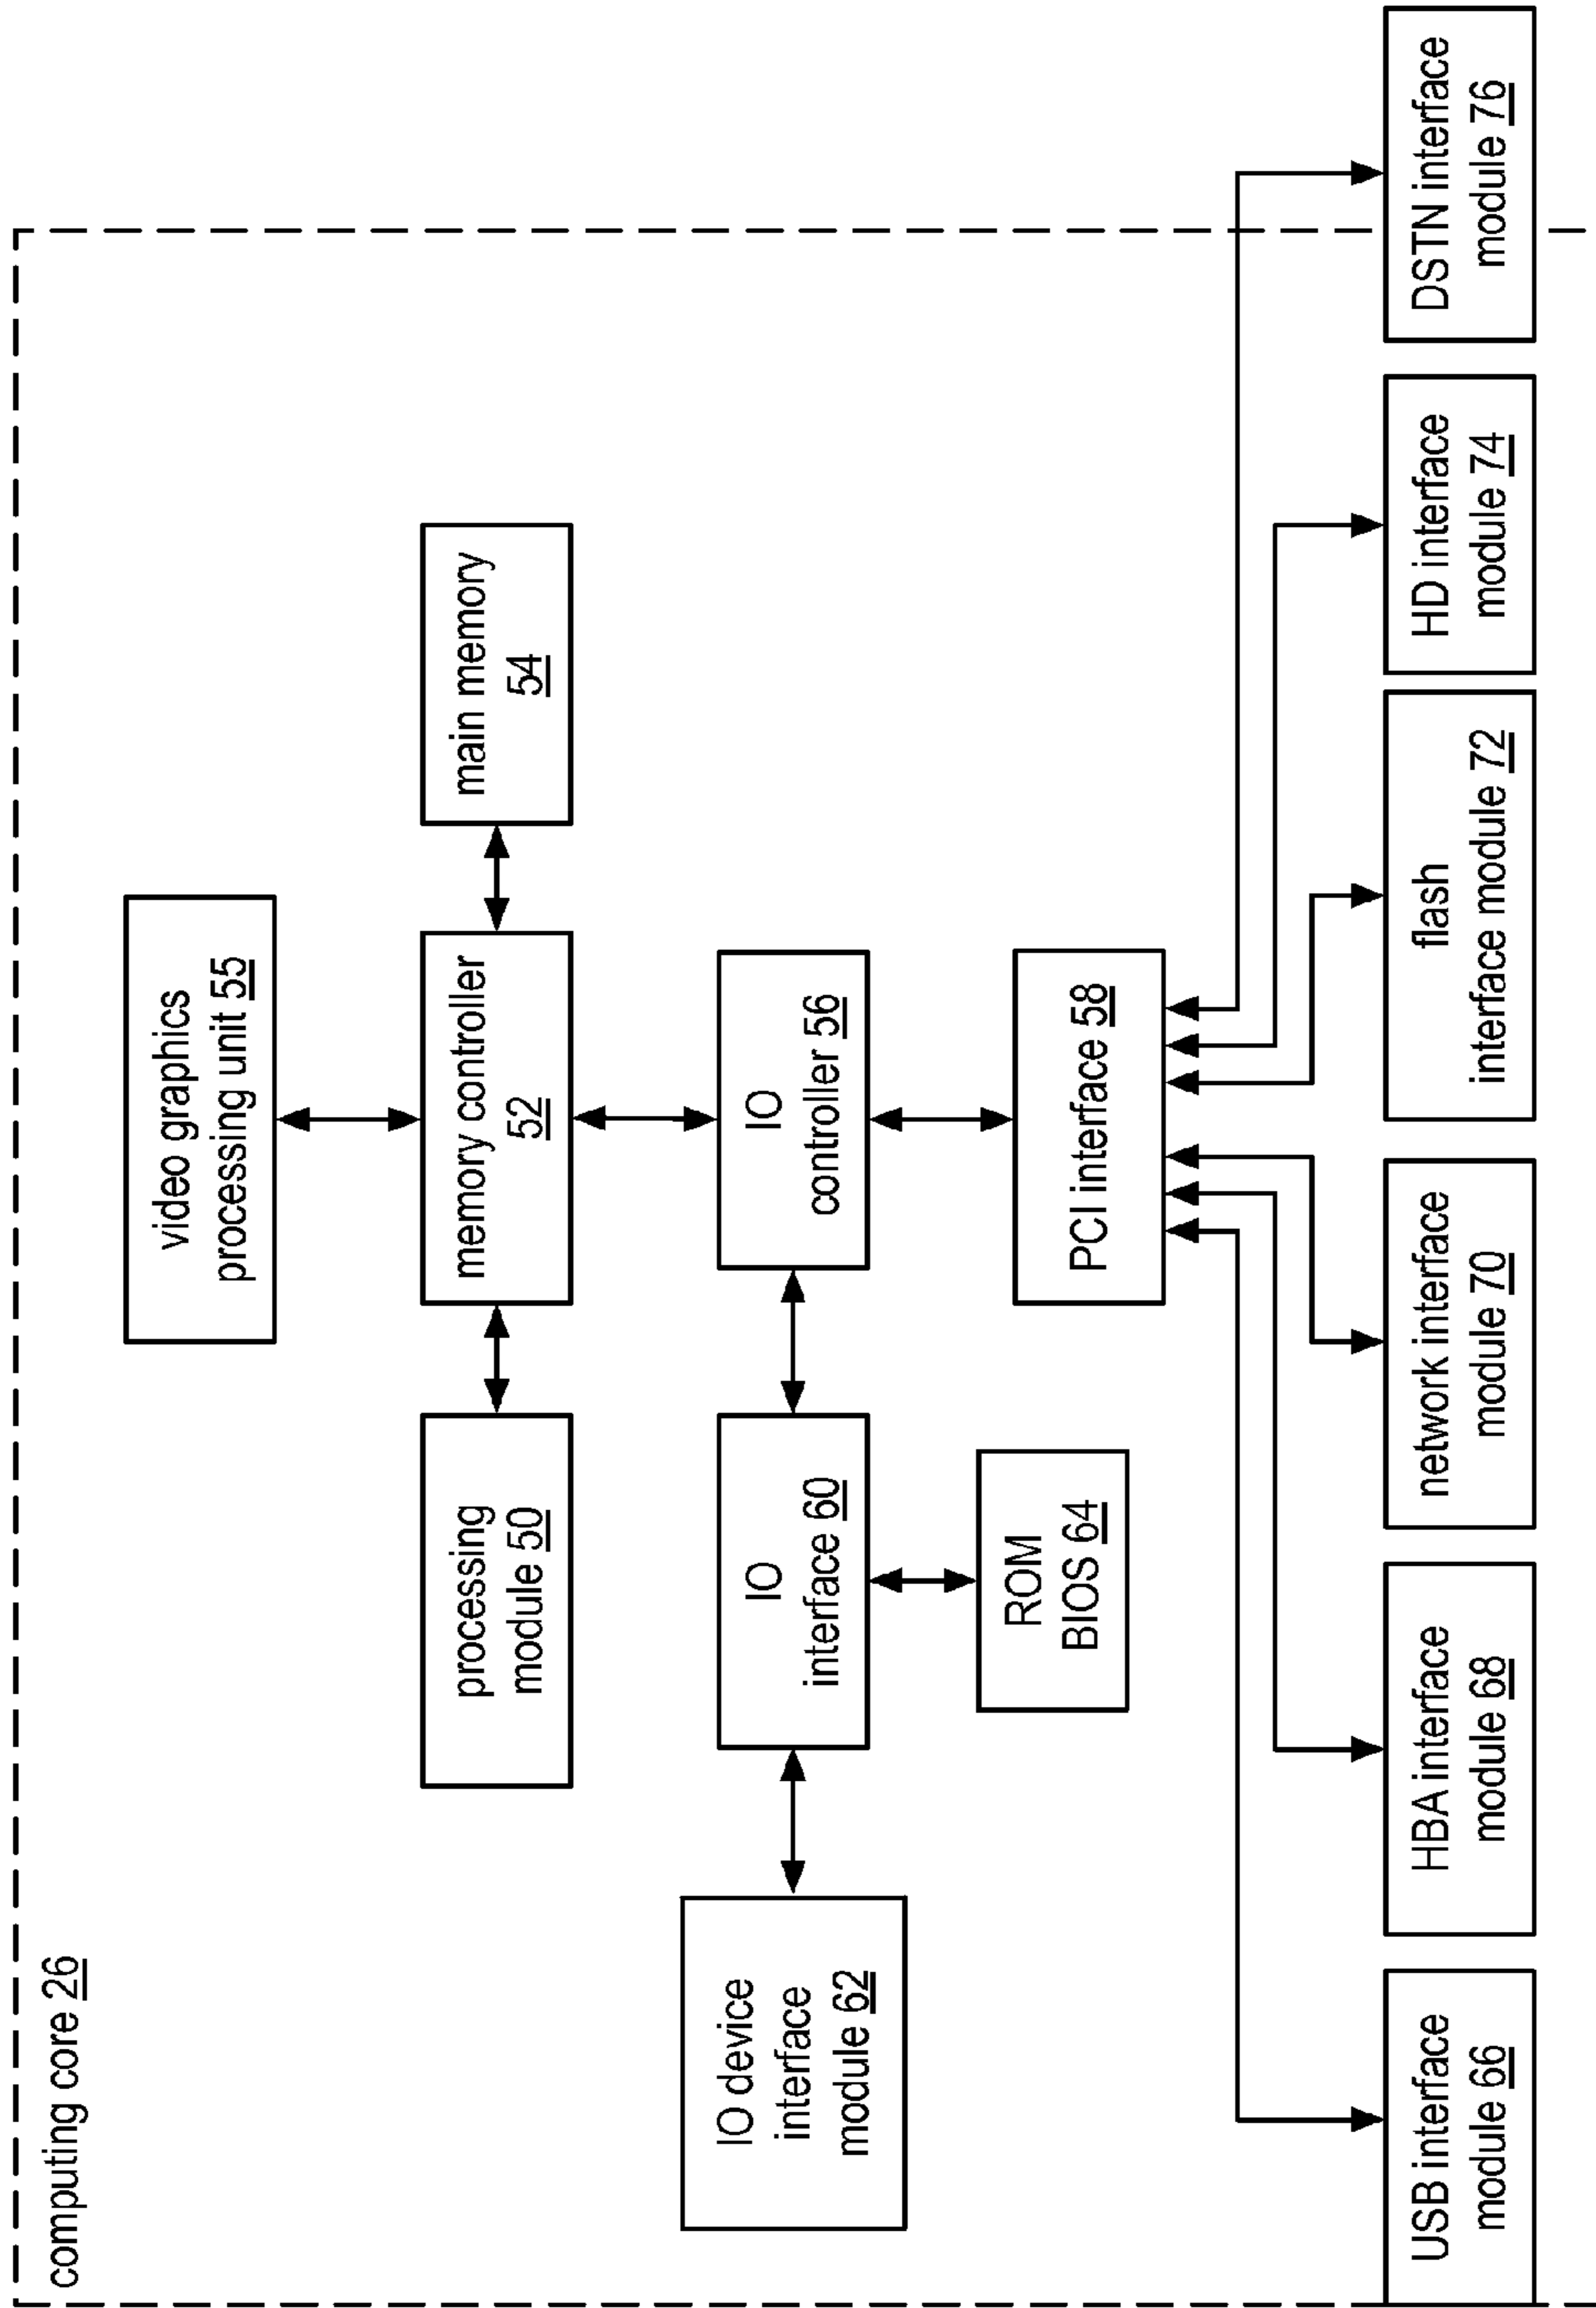 computing core 26
video graphics
processing unit 55
processing
module 50
memory controller
52
main memory
54
IO device
interface
module 62
IO
interface 60
IO
controller 56
ROM
BIOS 64
PCI interface 58
USB interface
module 66
HBA interface
module 68
network interface
module 70
flash
interface module 72
HD interface
module 74
DSTN interface
module 76